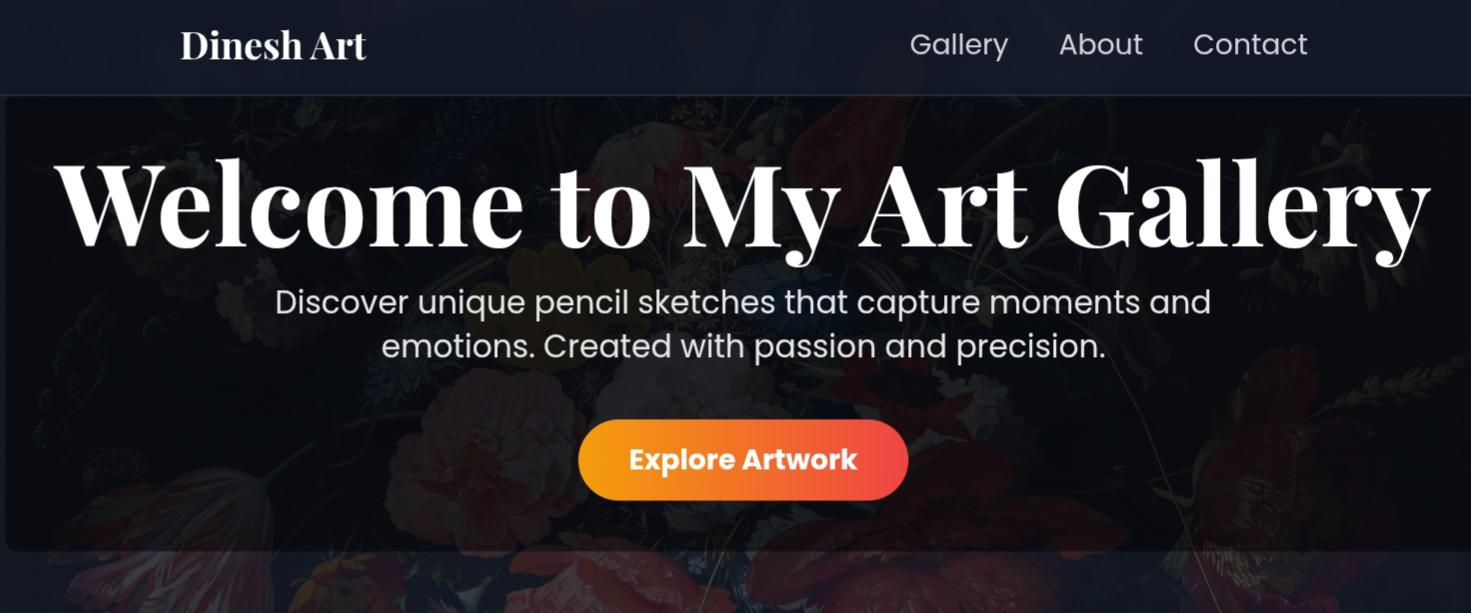 Dinesh Art
Gallery
About
Contact
Welcome to My Art Gallery
Discover unique pencil sketches that capture moments and
emotions. Created with passion and precision.
Explore Artwork